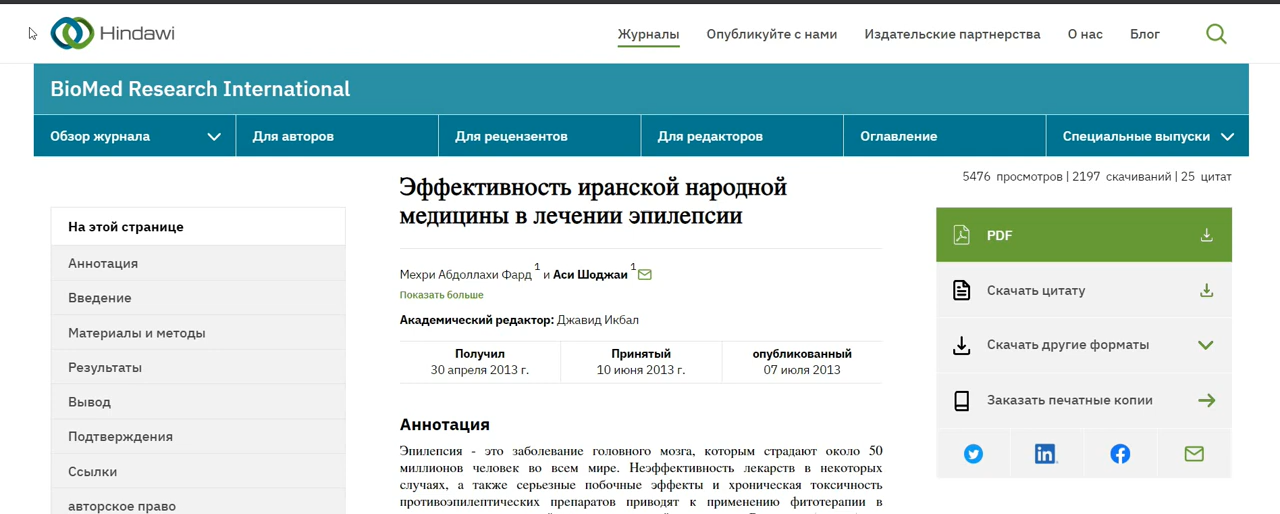 Hindawi
Журналы
Опубликуйте с нами
Издательские партнерства
О нас
Блог
BioMed Research International
Обзор журнала
Для авторов
Для рецензентов
Для редакторов
Оглавление
Специальные выпуски
5476 просмотров | 2197 скачиваний | 25 цитат
На этой странице
Аннотация
Введение
Материалы и методы
Результаты
Вывод
Подтверждения
Ссылки
авторское право
Эффективность иранской народной
медицины в лечении эпилепсии
Мехри Абдоллахи Фард 1 и Аси Шоджаи 1
Показать больше
Академический редактор: Джавид Икбал
Получил
30 апреля 2013 г.
Принятый
10 июня 2013 г.
опубликованный
07 июля 2013
Аннотация
Эпилепсия - это заболевание головного мозга, которым страдают около 50
миллионов человек во всем мире. Неэффективность лекарств в некоторых
случаях, а также серьезные побочные эффекты и хроническая токсичность
противоэпилептических препаратов приводят к применению фитотерапии в
PDF
Скачать цитату
Скачать другие форматы
Заказать печатные копии